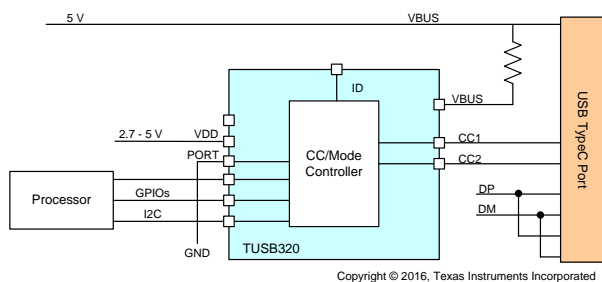 5 V
VBUS
ID
VBUS
2.7 - 5 V
VDD
PORT
CC1
CC/Mode
Controller
CC2
Processor
GPIOs
I2C
DP
DM
GND
TUSB320
USB TypeC Port
Copyright © 2016, Texas Instruments Incorporated